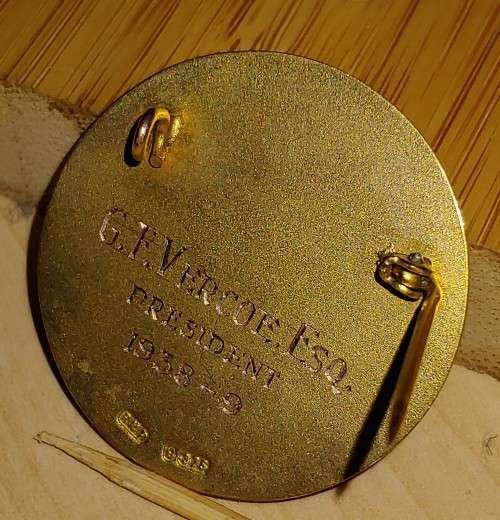 G. F. VERCOE. ESQ.
PRESIDENT
1938-9